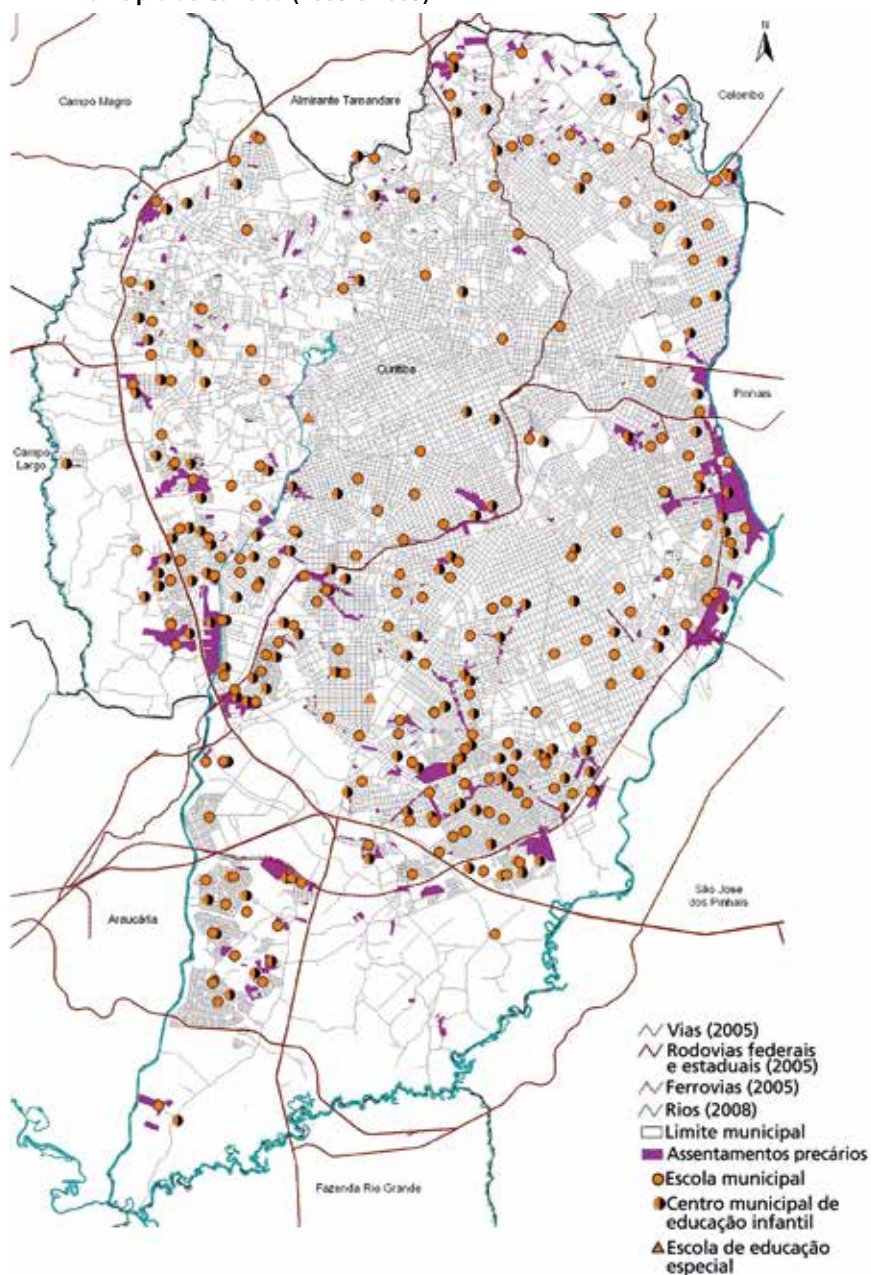 N
Campo Magro
Almirante Tamandare
Colombo
Curitiba
Pinhais
Campo
Largo
São Jose
dos Pinhais
Araucária
Fazenda Rio Grande
Vias (2005)
Rodovias federais
e estaduais (2005)
Ferrovias (2005)
Rios (2008)
Limite municipal
Assentamentos precários
Escola municipal
Centro municipal de
educação infantil
Escola de educação
especial